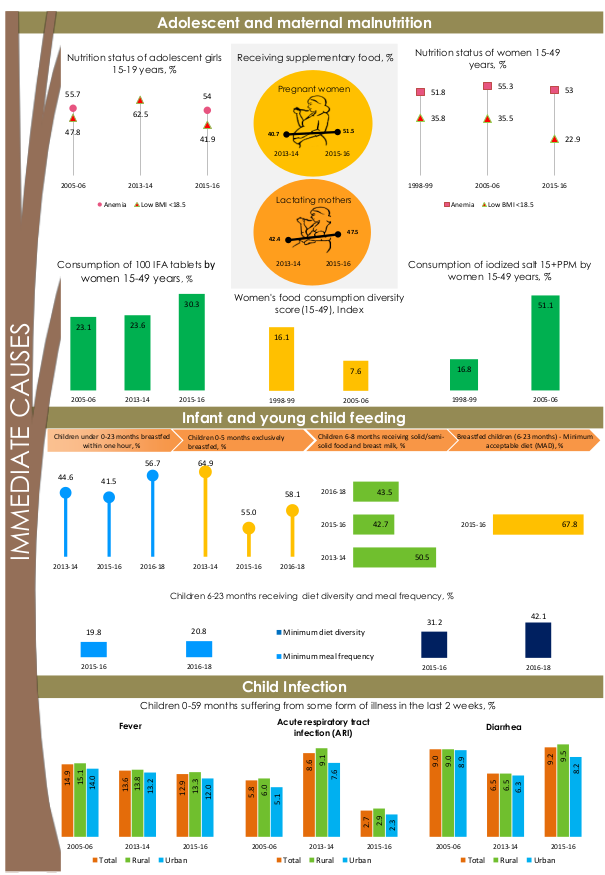 Adolescent and maternal malnutrition
IMMEDIATE CAUSES
Nutrition status of adolescent girls
15-19 years, %
55.7
47.8
62.5
54
41.9
2005-06
2013-14
2015-16
Anemia
Low BMI <18.5
Receiving supplementary food, %
Pregnant women
40.7
51.5
2013-14
2015-16
Lactating mothers
42.4
47.5
2013-14
2015-16
Nutrition status of women 15-49
years, %
51.8
55.3
53
35.8
35.5
22.9
1998-99
2005-06
2015-16
Anemia
Low BMI <18.5
Consumption of 100 IFA tablets by
women 15-49 years, %
23.1
23.6
30.3
2005-06
2013-14
2015-16
Women's food consumption diversity
score(15-49), Index
16.1
7.6
1998-99
2005-06
Consumption of iodized salt 15+PPM by
women 15-49 years, %
16.8
51.1
1998-99
2005-06
Infant and young child feeding
Children under 0-23 months breastfed
within one hour, %
Children 0-5 months exclusively
breastfed, %
Children 6-8 months receiving solid/semi-
solid food and breast milk, %
Breastfed children (6-23 months) - Minimum
acceptable diet (MAD), %
44.6
41.5
56.7
2013-14
2015-16
2016-18
64.9
55.0
58.1
2013-14
2015-16
2016-18
2016-18
43.5
2015-16
42.7
2013-14
50.5
2015-16
67.8
Children 6-23 months receiving diet diversity and meal frequency, %
19.8
20.8
2015-16
2016-18
Minimum diet diversity
Minimum meal frequency
31.2
42.1
2015-16
2016-18
Child Infection
Children 0-59 months suffering from some form of illness in the last 2 weeks, %
Fever
14.9
15.1
14.0
13.6
13.8
13.2
12.9
13.3
12.0
2005-06
2013-14
2015-16
Total
Rural
Urban
Acute respiratory tract
infection (ARI)
5.8
6.0
5.1
8.6
9.1
7.6
2.7
2.9
2.3
2005-06
2013-14
2015-16
Total
Rural
Urban
Diarrhea
9.0
9.0
8.9
6.5
6.5
6.3
9.2
9.5
8.2
2005-06
2013-14
2015-16
Total
Rural
Urban